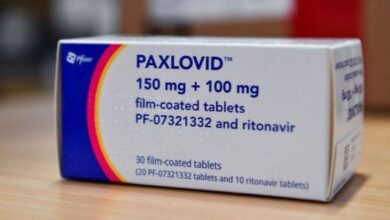 Pfizer
PAXLOVID™
150 mg + 100 mg
film-coated tablets
PF-07321332 and ritonavir
30 film-coated tablets
(20 PF-07321332 tablets and 10 ritonavir tablets)